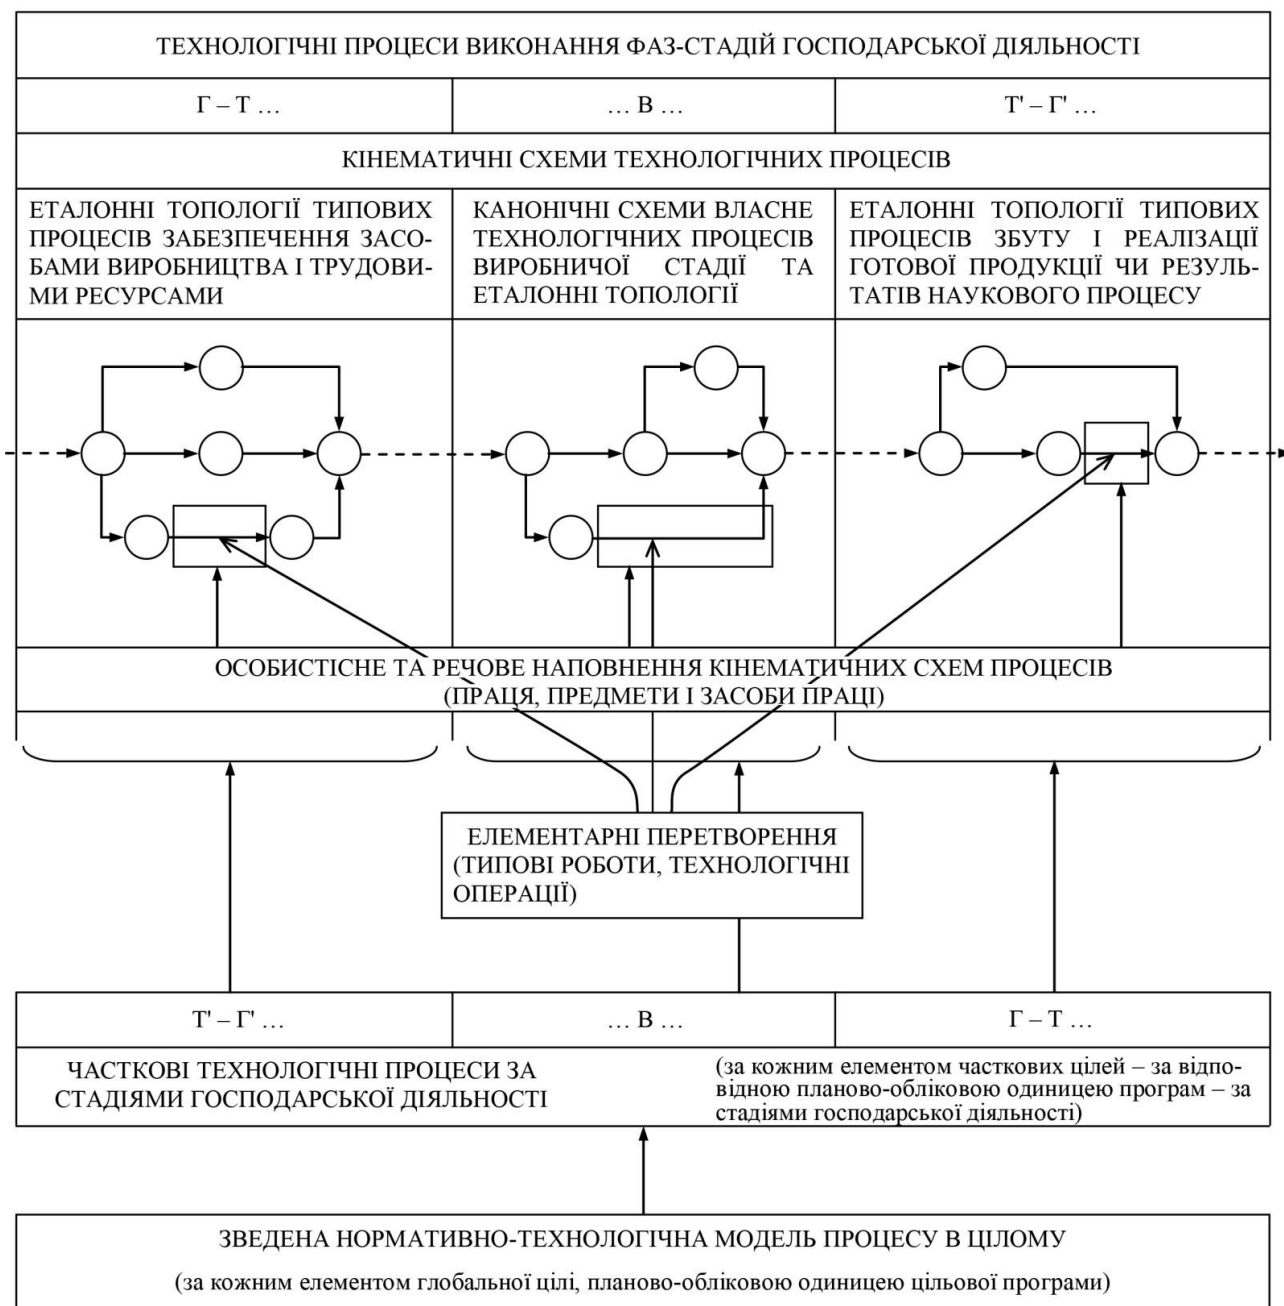 ТЕХНОЛОГІЧНІ ПРОЦЕСИ ВИКОНАННЯ ФАЗ-СТАДІЙ ГОСПОДАРСЬКОЇ ДІЯЛЬНОСТІ
Г – Т …
… В …
Т' – Г' …
КІНЕМАТИЧНІ СХЕМИ ТЕХНОЛОГІЧНИХ ПРОЦЕСІВ
ЕТАЛОННІ ТОПОЛОГІЇ ТИПОВИХ
ПРОЦЕСІВ ЗАБЕЗПЕЧЕННЯ ЗАСО-
БАМИ ВИРОБНИЦТВА І ТРУДОВИ-
МИ РЕСУРСАМИ
КАНОНІЧНІ СХЕМИ ВЛАСНЕ
ТЕХНОЛОГІЧНИХ ПРОЦЕСІВ
ВИРОБНИЧОЇ СТАДІЇ ТА
ЕТАЛОННІ ТОПОЛОГІЇ
ЕТАЛОННІ ТОПОЛОГІЇ ТИПОВИХ
ПРОЦЕСІВ ЗБУТУ І РЕАЛІЗАЦІЇ
ГОТОВОЇ ПРОДУКЦІЇ ЧИ РЕЗУЛЬ-
ТАТІВ НАУКОВОГО ПРОЦЕСУ
ОСОБИСТІСНЕ ТА РЕЧОВЕ НАПОВНЕННЯ КІНЕМАТИЧНИХ СХЕМ ПРОЦЕСІВ
(ПРАЦЯ, ПРЕДМЕТИ І ЗАСОБИ ПРАЦІ)
ЕЛЕМЕНТАРНІ ПЕРЕТВОРЕННЯ
(ТИПОВІ РОБОТИ, ТЕХНОЛОГІЧНІ
ОПЕРАЦІЇ)
Т' – Г' …
… В …
Г – Т …
ЧАСТКОВІ ТЕХНОЛОГІЧНІ ПРОЦЕСИ ЗА
СТАДІЯМИ ГОСПОДАРСЬКОЇ ДІЯЛЬНОСТІ
(за кожним елементом часткових цілей – за відпо-
відною планово-обліковою одиницею програм – за
стадіями господарської діяльності)
ЗВЕДЕНА НОРМАТИВНО-ТЕХНОЛОГІЧНА МОДЕЛЬ ПРОЦЕСУ В ЦІЛОМУ
(за кожним елементом глобальної цілі, планово-обліковою одиницею цільової програми)